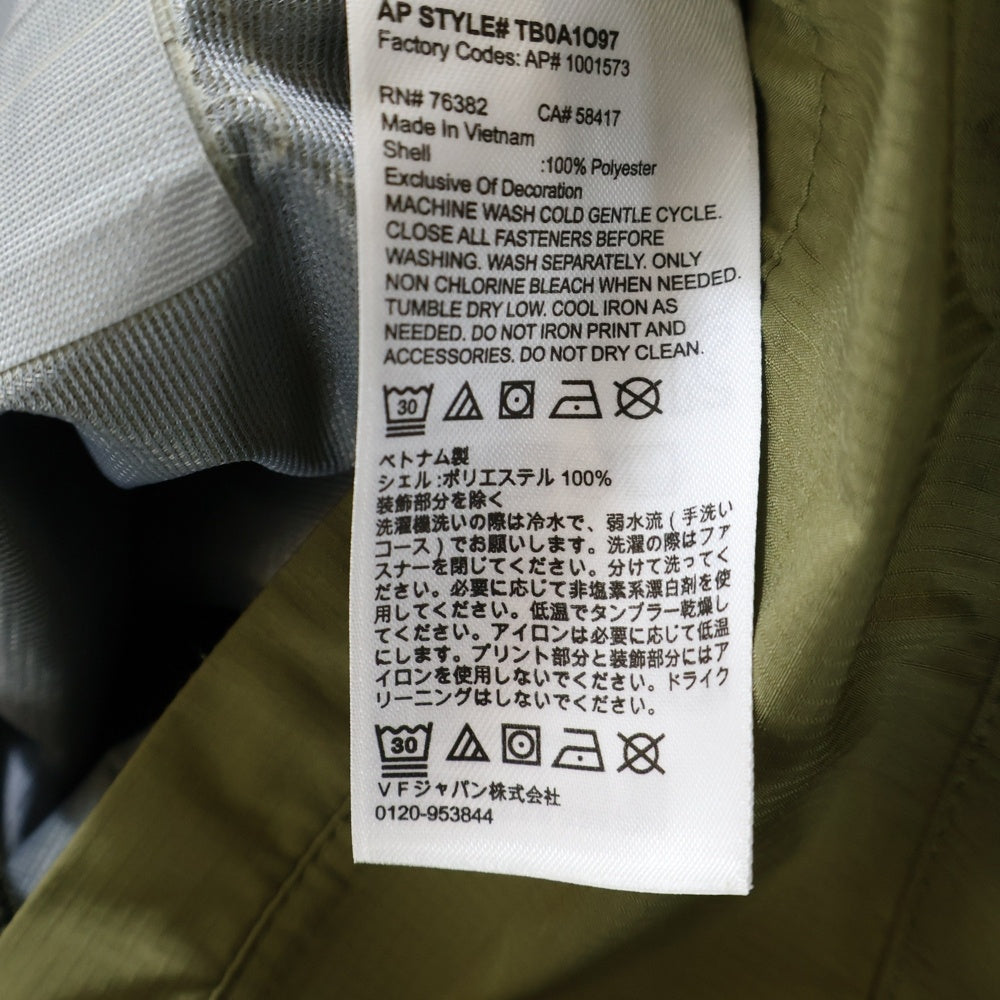 AP STYLE# TB0A1O97
Factory Codes: AP# 1001573
RN# 76382 CA# 58417
Made In Vietnam
Shell :100% Polyester
Exclusive Of Decoration
MACHINE WASH COLD GENTLE CYCLE.
CLOSE ALL FASTENERS BEFORE
WASHING. WASH SEPARATELY. ONLY
NON CHLORINE BLEACH WHEN NEEDED.
TUMBLE DRY LOW. COOL IRON AS
NEEDED. DO NOT IRON PRINT AND
ACCESSORIES. DO NOT DRY CLEAN.
30
ベトナム製
シェル:ポリエステル 100%
装飾部分を除く
洗濯機洗いの際は冷水で、弱水流(手洗い
コース)でお願いします。洗濯の際はファ
スナーを閉じてください。分けて洗ってく
ださい。必要に応じて非塩素系漂白剤を使
用してください。低温でタンブラー乾燥し
てください。アイロンは必要に応じて低温
にします。プリント部分と装飾部分にはア
イロンを使用しないでください。ドライク
リーニングはしないでください。
30
VFジャパン株式会社
0120-953844